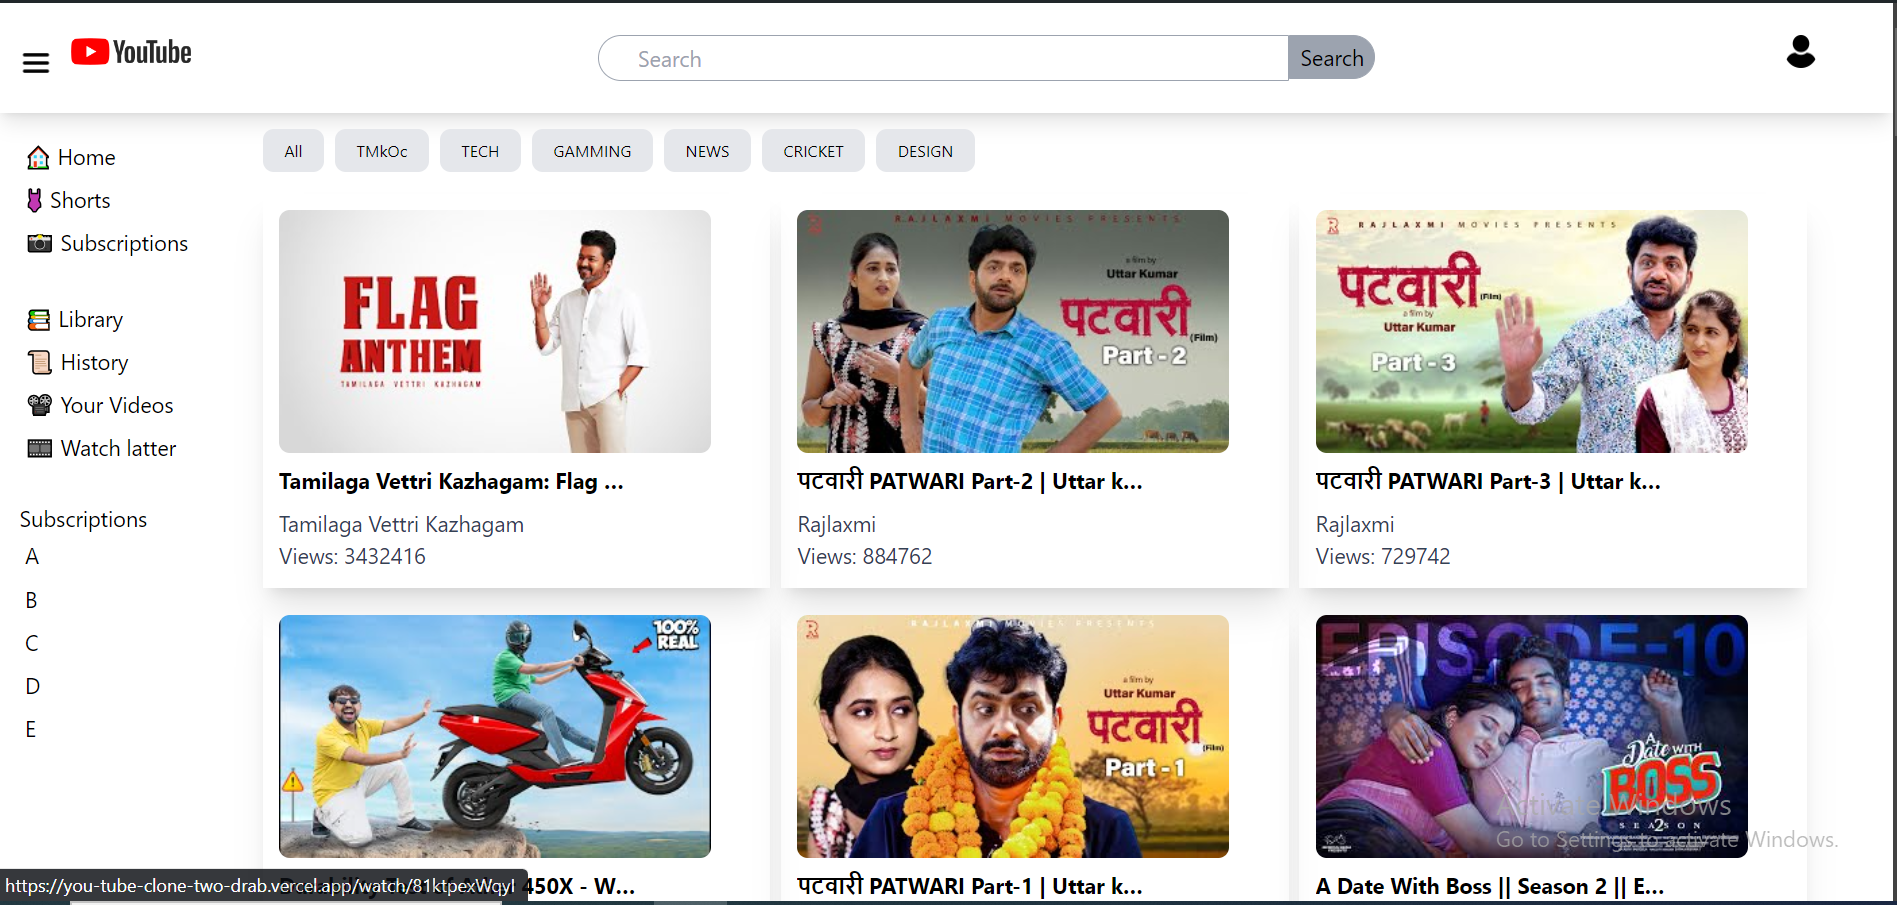 YouTube
Search
Search
Home
Shorts
Subscriptions
Library
History
Your Videos
Watch latter
Subscriptions
A
B
C
D
E
All
TMkOc
TECH
GAMMING
NEWS
CRICKET
DESIGN
FLAG
ANTHEM
TAMILAGA VETTRI KAZHAGAM
Tamilaga Vettri Kazhagam: Flag ...
Tamilaga Vettri Kazhagam
Views: 3432416
RAJLAXMI MOVIES PRESENTS
a film by
Uttar Kumar
पटवारी
(Film)
Part - 2
पटवारी PATWARI Part-2 | Uttar k...
Rajlaxmi
Views: 884762
RAJLAXMI MOVIES PRESENTS
पटवारी
(Film)
a film by
Uttar Kumar
Part - 3
पटवारी PATWARI Part-3 | Uttar k...
Rajlaxmi
Views: 729742
100%
REAL
450X - W...
RAJLAXMI MOVIES PRESENTS
a film by
Uttar Kumar
पटवारी
(Film)
Part - 1
पटवारी PATWARI Part-1 | Uttar k...
EPISODE-10
A
Date WITH
BOSS
SEASON
2
A Date With Boss || Season 2 || E...
Activate Windows
Go to Settings to activate Windows.
https://you-tube-clone-two-drab.vercel.app/watch/81ktpexWqyI